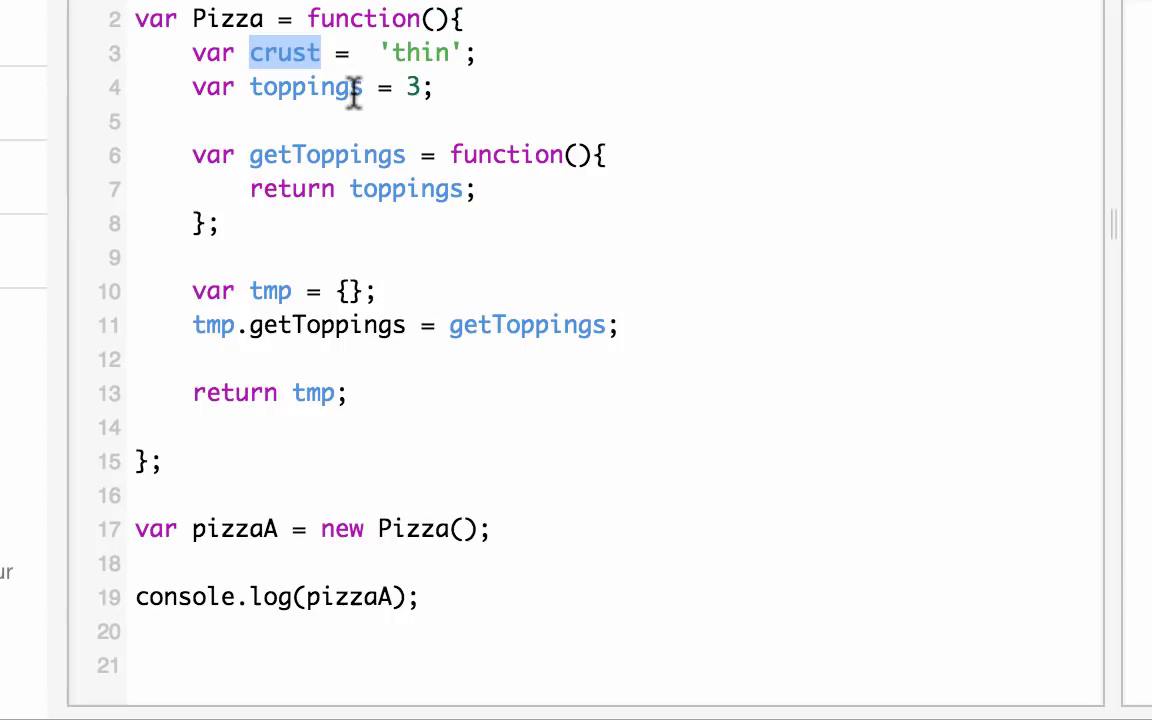 2 var Pizza = function(){
3 var crust = 'thin';
4 var toppings = 3;
5
6 var getToppings = function(){
7 return toppings;
8 };
9
10 var tmp = {};
11 tmp.getToppings = getToppings;
12
13 return tmp;
14
15 };
16
17 var pizzaA = new Pizza();
18
ur
19 console.log(pizzaA);
20
21